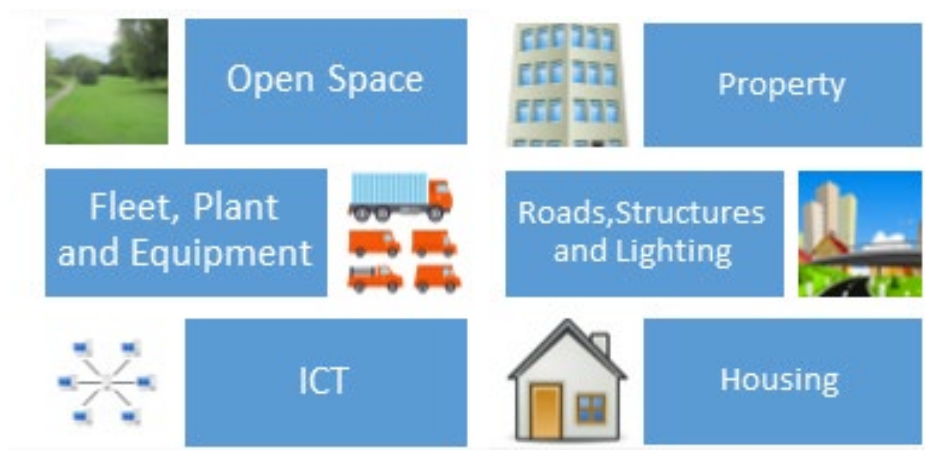 Open Space
Property
Fleet, Plant
and Equipment
Roads,Structures
and Lighting
ICT
Housing